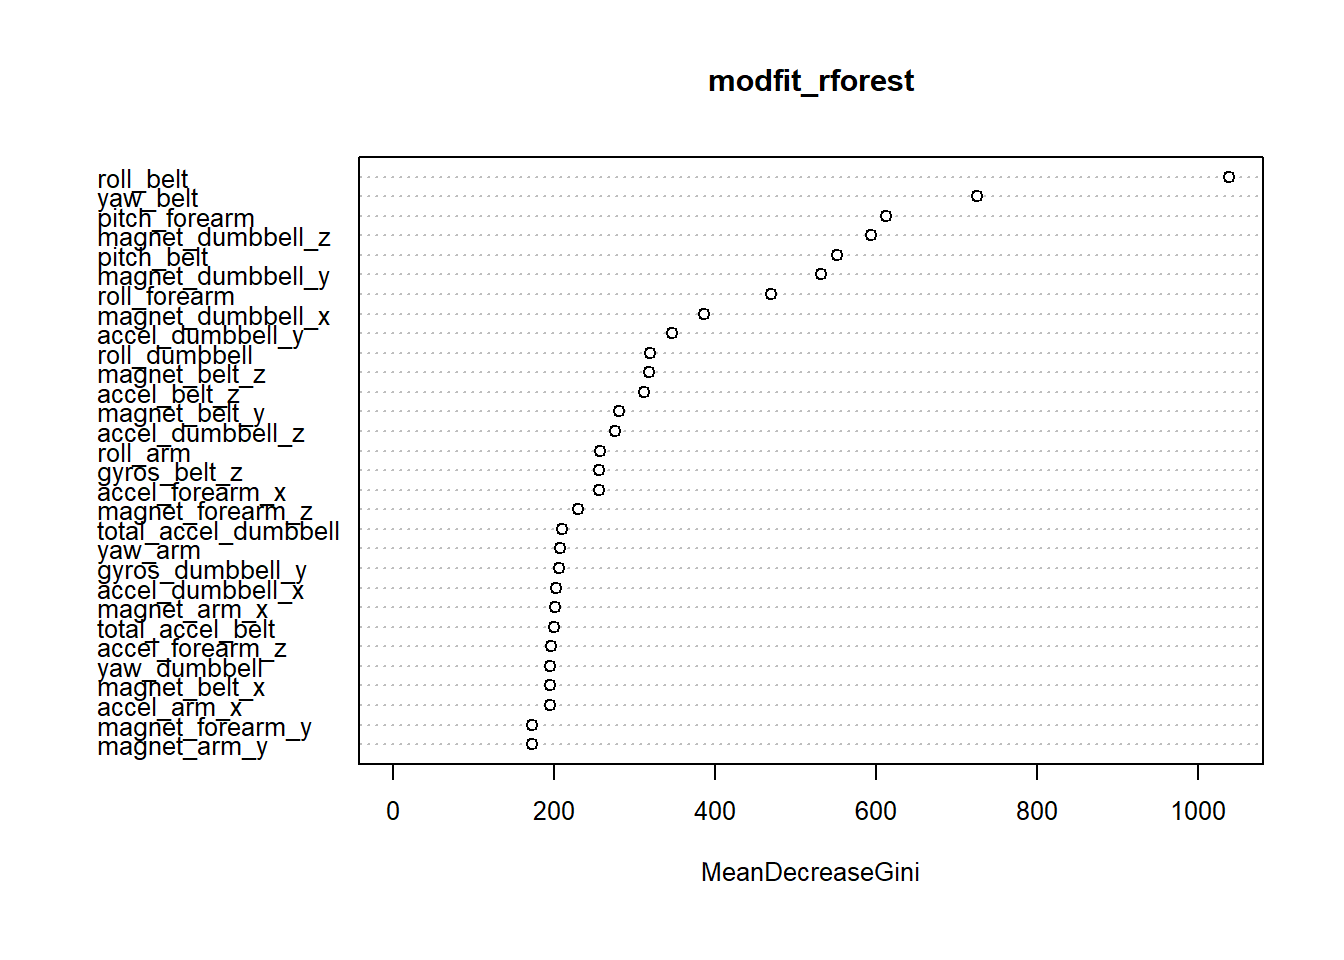 modfit_rforest
roll_belt
yaw_belt
pitch_forearm
magnet_dumbbell_z
pitch_belt
magnet_dumbbell_y
roll_forearm
magnet_dumbbell_x
accel_dumbbell_y
roll_dumbbell
magnet_belt_z
accel_belt_z
magnet_belt_y
accel_dumbbell_z
roll_arm
gyros_belt_z
accel_forearm_x
magnet_forearm_z
total_accel_dumbbell
yaw_arm
gyros_dumbbell_y
accel_dumbbell_x
magnet_arm_x
total_accel_belt
accel_forearm_z
yaw_dumbbell
magnet_belt_x
accel_arm_x
magnet_forearm_y
magnet_arm_y
0 200 400 600 800 1000
MeanDecreaseGini